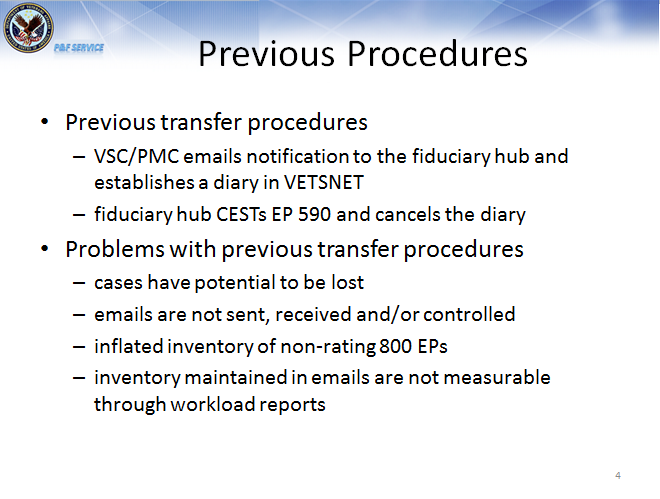 P&F SERVICE
Previous Procedures
• Previous transfer procedures
– VSC/PMC emails notification to the fiduciary hub and
establishes a diary in VETSNET
– fiduciary hub CESTs EP 590 and cancels the diary
• Problems with previous transfer procedures
– cases have potential to be lost
– emails are not sent, received and/or controlled
– inflated inventory of non-rating 800 EPs
– inventory maintained in emails are not measurable
through workload reports
4